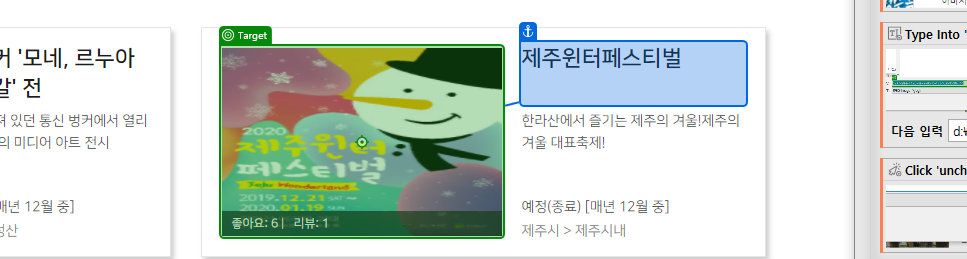 커 '모네, 르누아
갈' 전
져 있던 통신 벙커에서 열리
의 미디어 아트 전시
매년 12월 중]
성산
Target
2020
제주윈터
페스티벌
Jeju Wonderland
2019.12.21 SAT
2020.01.19 SUN
좋아요: 6 | 리뷰: 1
제주윈터페스티벌
한라산에서 즐기는 제주의 겨울!제주의
겨울 대표축제!
예정(종료) [매년 12월 중]
제주시 > 제주시내
Type Into '
다음 입력
d:₩
Click 'unch